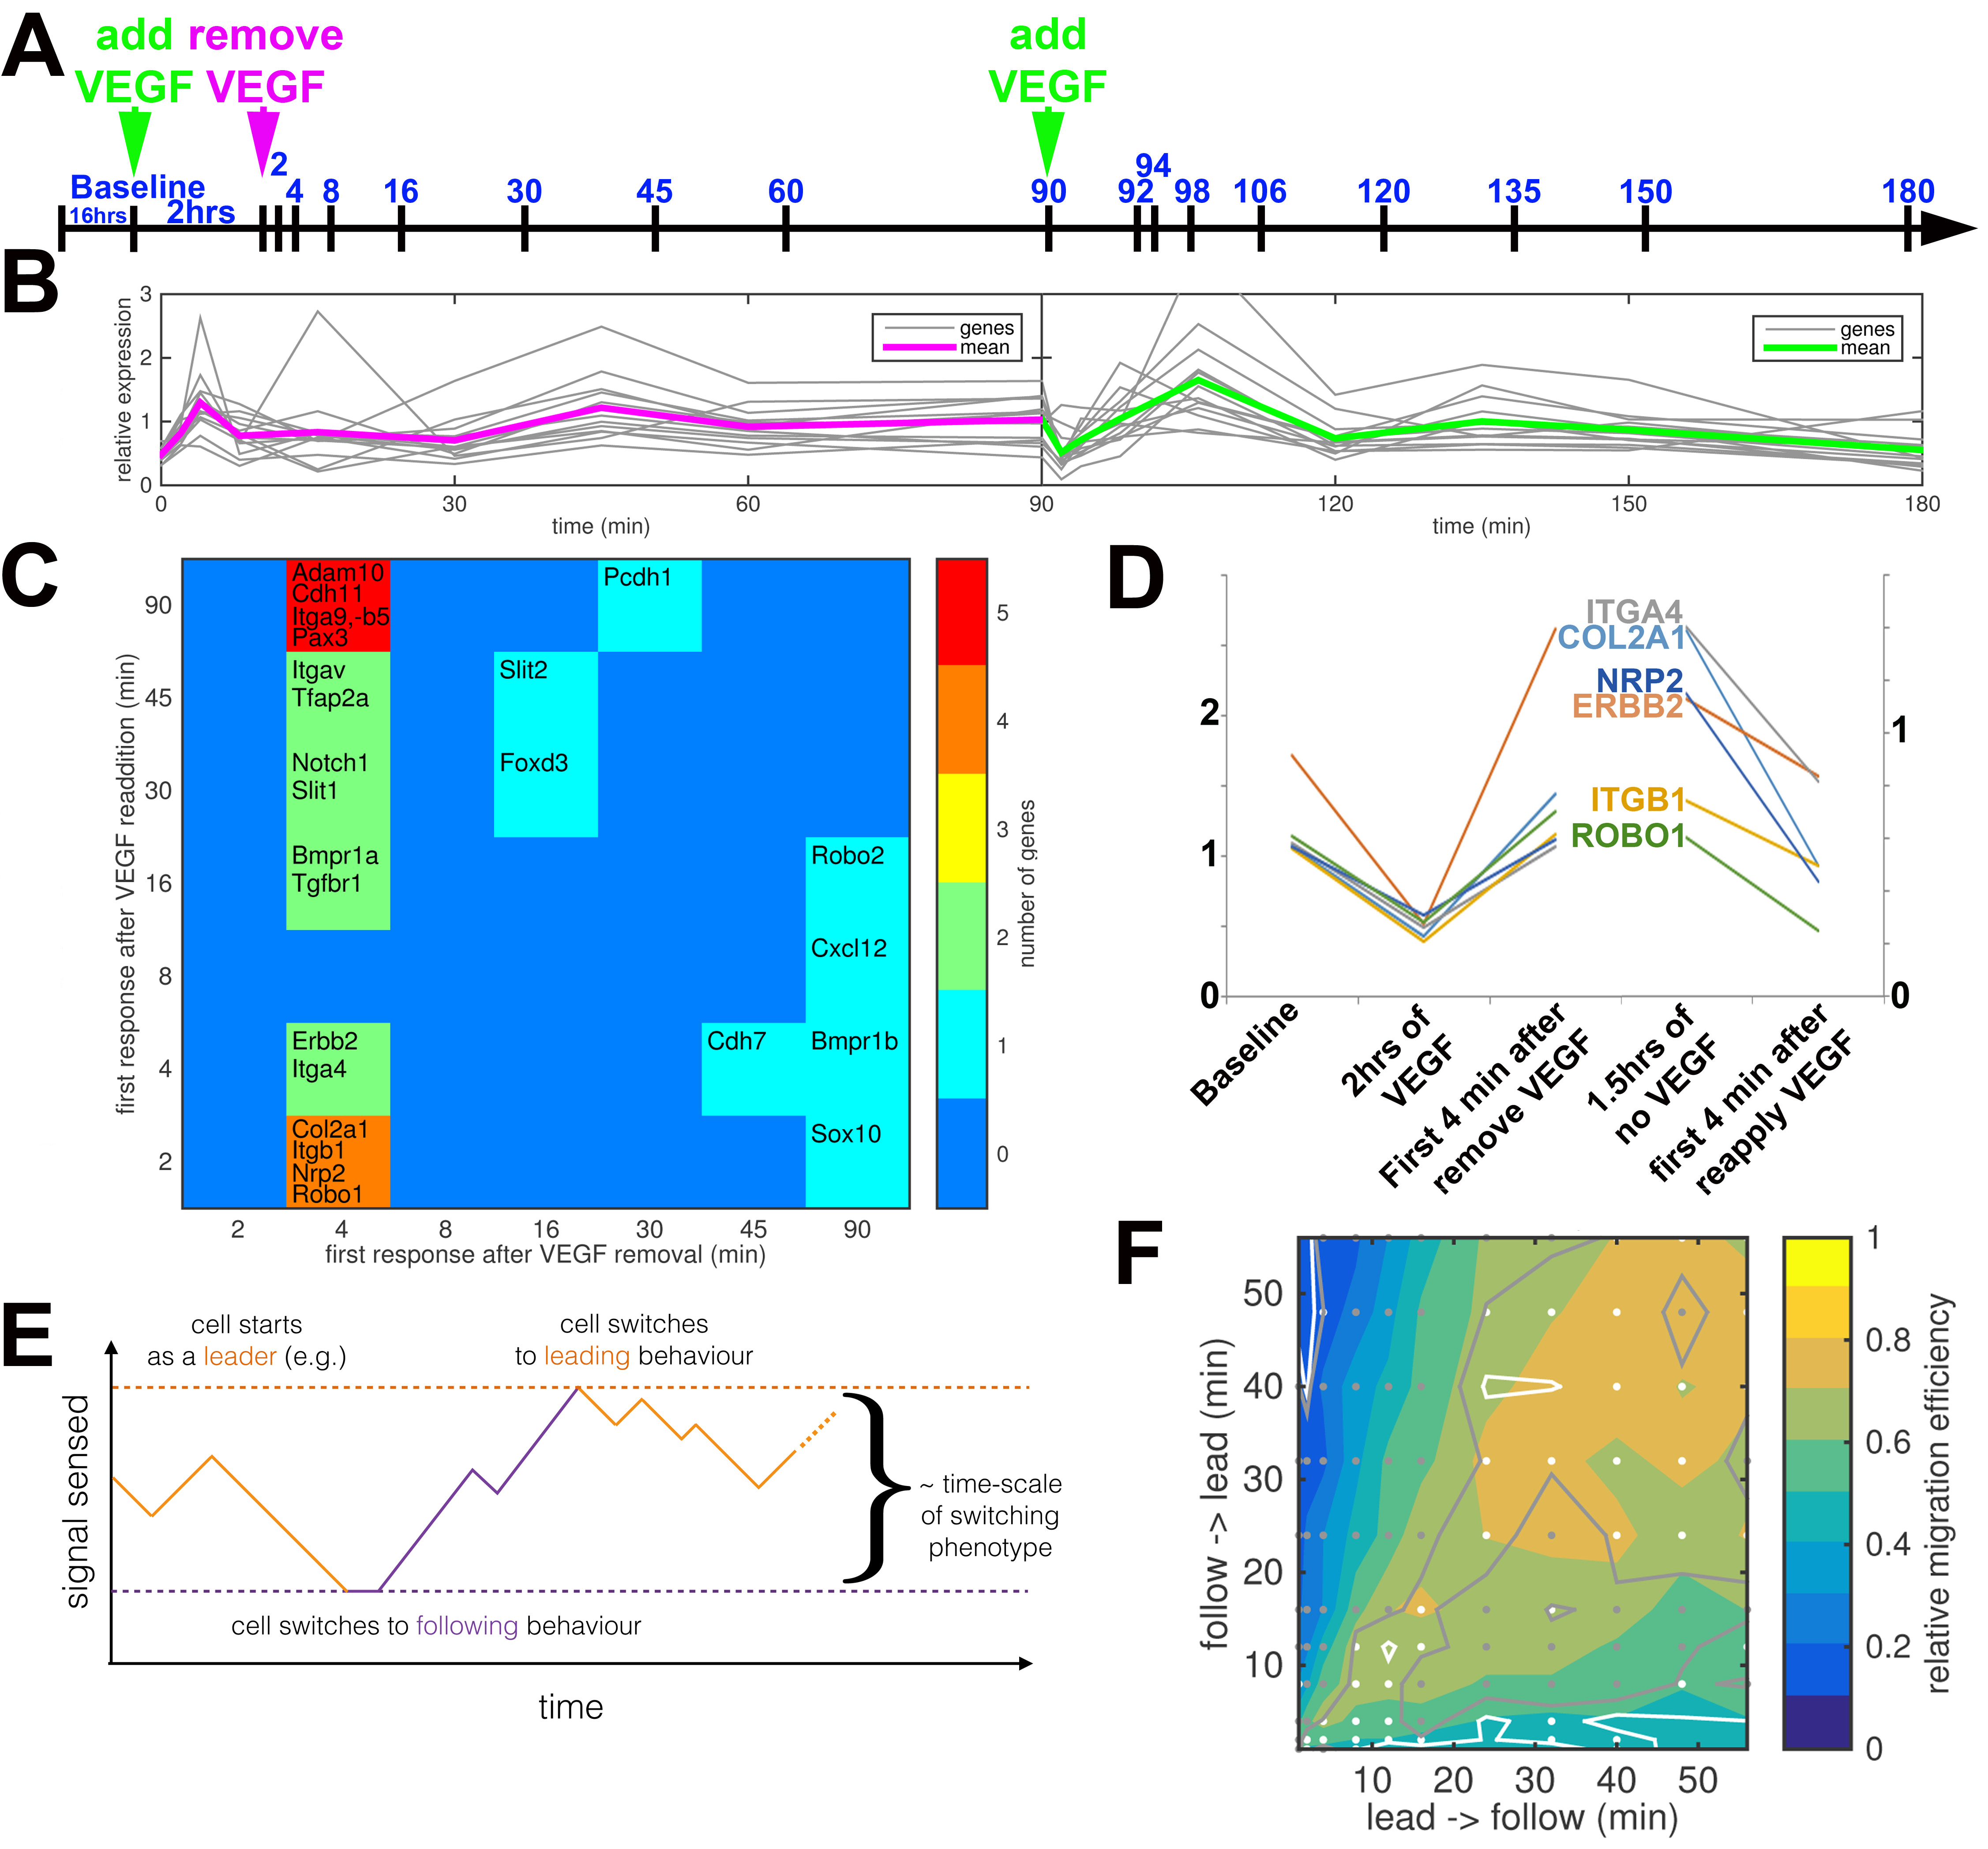 A
add remove
VEGF VEGF
add
VEGF
Baseline
16hrs 2hrs
2 4 8 16 30 45 60 90 92 94 98 106 120 135 150 180
B
relative expression
3
2
1
0
genes
mean
genes
mean
0 30 60 90 120 150 180
time (min) time (min)
C
first response after VEGF readdition (min)
90
45
30
16
8
4
2
Adam10
Cdh11
Itga9,-b5
Pax3
Pcdh1
Itgav
Tfap2a
Slit2
Notch1
Slit1
Foxd3
Bmpr1a
Tgfbr1
Robo2
Cxcl12
Erbb2
Itga4
Cdh7
Bmpr1b
Col2a1
Itgb1
Nrp2
Robo1
Sox10
2 4 8 16 30 45 90
first response after VEGF removal (min)
5
4
3
2
1
0
number of genes
D
2
1
0
ITGA4
COL2A1
NRP2
ERBB2
ITGB1
ROBO1
1
0
Baseline
2hrs of
VEGF
First 4 min after
remove VEGF
1.5hrs of
no VEGF
first 4 min after
reapply VEGF
E
signal sensed
cell starts
as a leader (e.g.)
cell switches
to leading behaviour
~ time-scale
of switching
phenotype
cell switches to following behaviour
time
F
follow -> lead (min)
50
40
30
20
10
10 20 30 40 50
lead -> follow (min)
1
0.8
0.6
0.4
0.2
0
relative migration efficiency